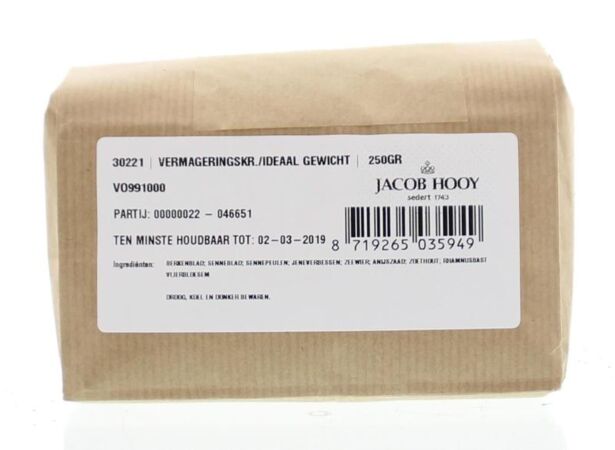 30221 | VERMAGERINGSKR./IDEAAL GEWICHT | 250GR
VO991000
JACOB HOOY
sedert 1743
PARTIJ: 00000022 - 046651
TEN MINSTE HOUDBAAR TOT: 02-03-2019
8 719265 035949
Ingrediënten: BERKENBLAD; SENNEBLAD; SENNEPEULEN; JENEVERBESSEN; ZEEWIER; ANIJSZAAD; ZOETHOUT; RHAMNUSBAST
VLIERBLOESEM
DROOG, KOEL EN DONKER BEWAREN.